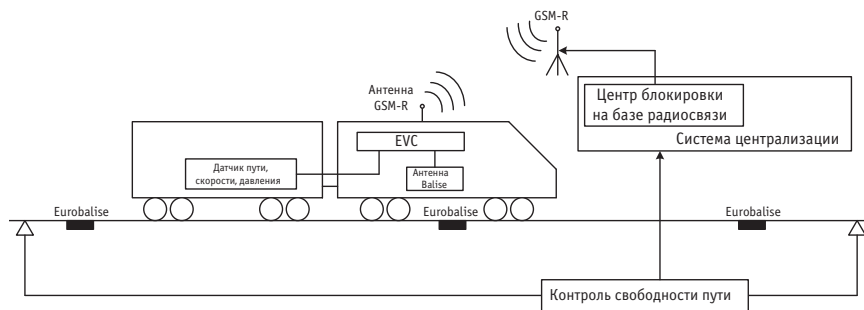 GSM-R
Антенна
GSM-R
Центр блокировки
на базе радиосвязи
Система централизации
EVC
Датчик пути,
скорости, давления
Антенна
Balise
Eurobalise
Eurobalise
Eurobalise
Контроль свободности пути